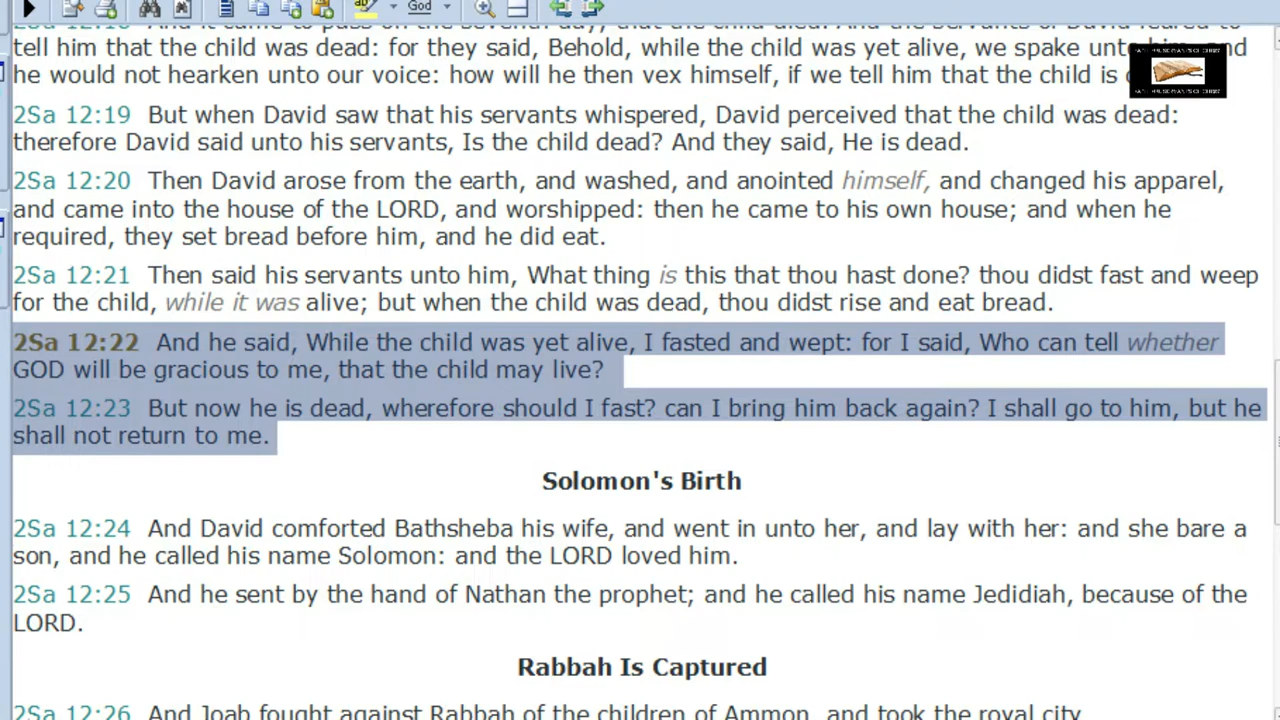 God
tell him that the child was dead: for they said, Behold, while the child was yet alive, we spake unto him, and
he would not hearken unto our voice: how will he then vex himself, if we tell him that the child is
2Sa 12:19 But when David saw that his servants whispered, David perceived that the child was dead:
therefore David said unto his servants, Is the child dead? And they said, He is dead.
2Sa 12:20 Then David arose from the earth, and washed, and anointed himself, and changed his apparel,
and came into the house of the LORD, and worshipped: then he came to his own house; and when he
required, they set bread before him, and he did eat.
2Sa 12:21 Then said his servants unto him, What thing is this that thou hast done? thou didst fast and weep
for the child, while it was alive; but when the child was dead, thou didst rise and eat bread.
2Sa 12:22 And he said, While the child was yet alive, I fasted and wept: for I said, Who can tell whether
GOD will be gracious to me, that the child may live?
2Sa 12:23 But now he is dead, wherefore should I fast? can I bring him back again? I shall go to him, but he
shall not return to me.
Solomon's Birth
2Sa 12:24 And David comforted Bathsheba his wife, and went in unto her, and lay with her: and she bare a
son, and he called his name Solomon: and the LORD loved him.
2Sa 12:25 And he sent by the hand of Nathan the prophet; and he called his name Jedidiah, because of the
LORD.
Rabbah Is Captured
2Sa 12:26 And Joab fought against Rabbah of the children of Ammon, and took the royal city.